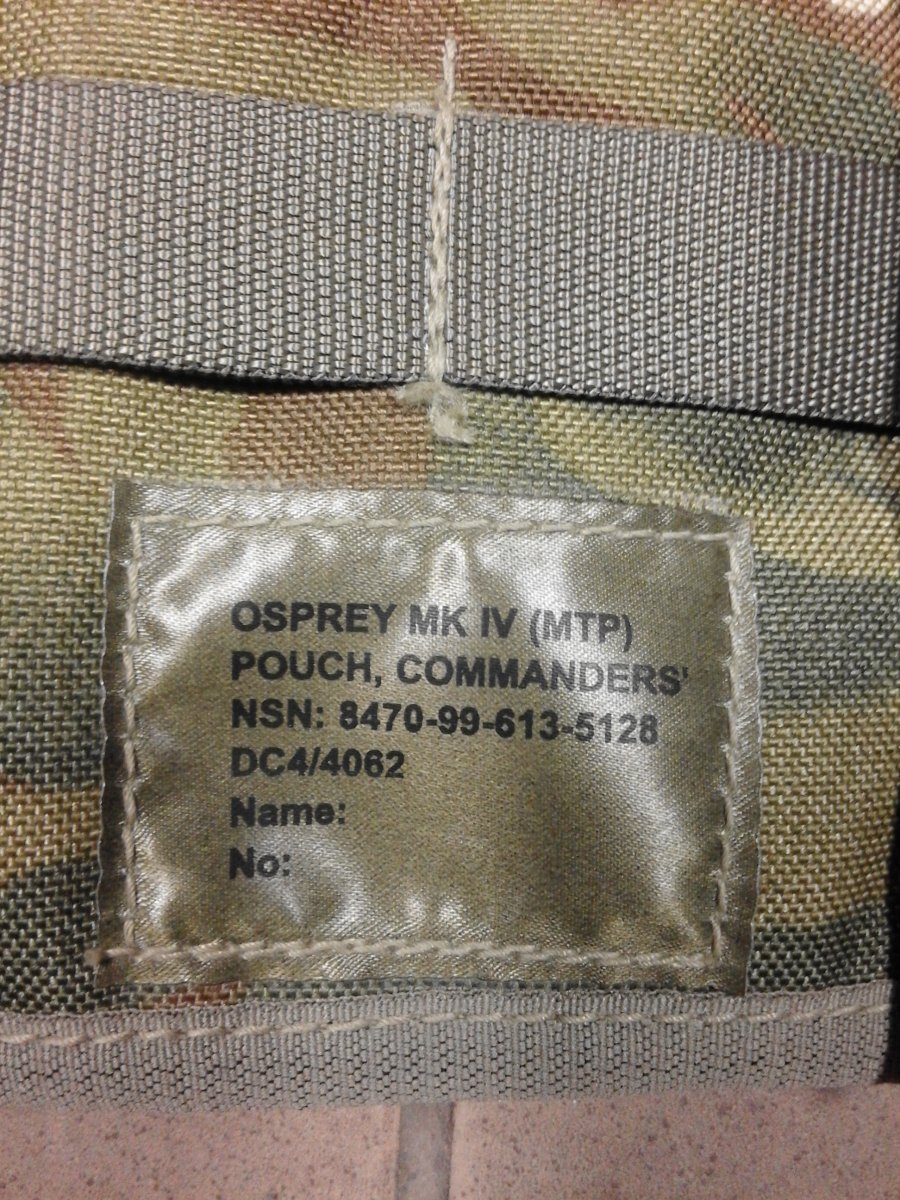 OSPREY MK IV (MTP)
POUCH, COMMANDERS'
NSN: 8470-99-613-5128
DC4/4062
Name:
No: